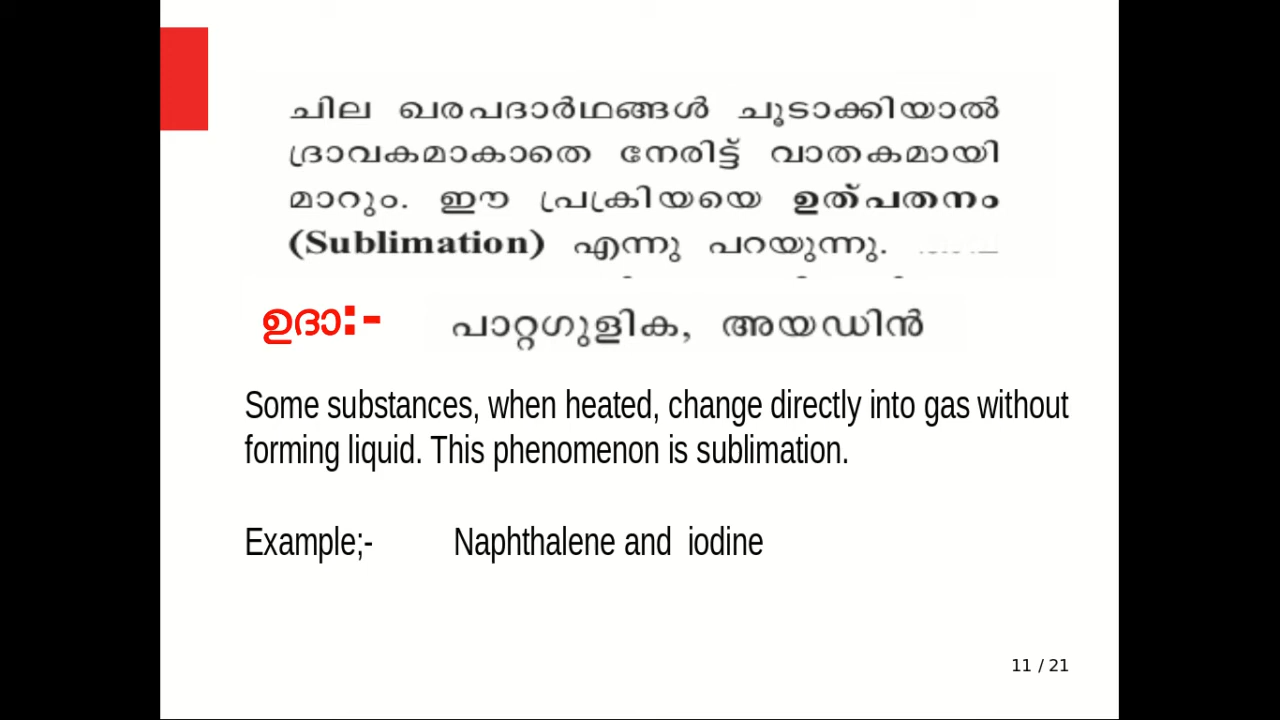 ചില ഖരപദാർഥങ്ങൾ ചൂടാക്കിയാൽ
ദ്രാവകമാകാതെ നേരിട്ട് വാതകമായി
മാറും. ഈ പ്രക്രിയയെ ഉത്പതനം
(Sublimation) എന്നു പറയുന്നു.
ഉദാ:- പാറ്റഗുളിക, അയഡിൻ
Some substances, when heated, change directly into gas without
forming liquid. This phenomenon is sublimation.
Example;- Naphthalene and iodine
11 / 21